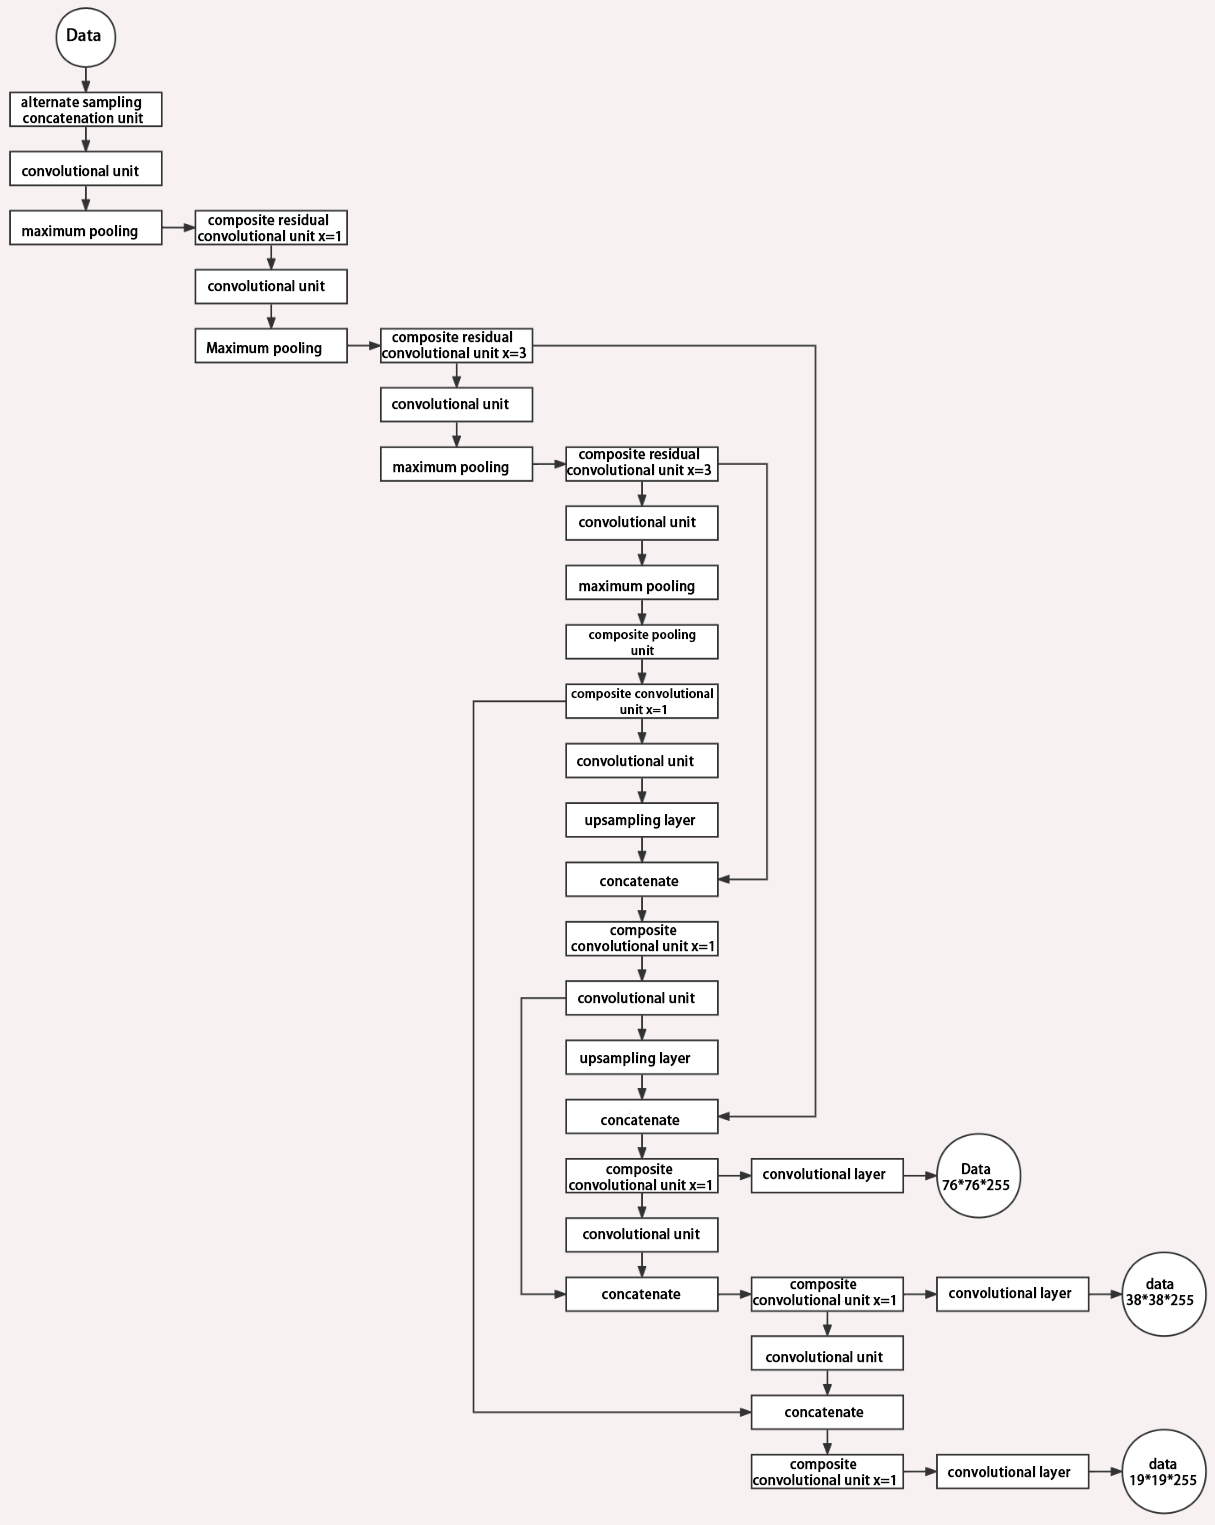 Data
alternate sampling
concatenation unit
convolutional unit
maximum pooling
composite residual
convolutional unit x=1
convolutional unit
Maximum pooling
composite residual
convolutional unit x=3
convolutional unit
maximum pooling
composite residual
convolutional unit x=3
convolutional unit
maximum pooling
composite pooling
unit
composite convolutional
unit x=1
convolutional unit
upsampling layer
concatenate
composite
convolutional unit x=1
convolutional unit
upsampling layer
concatenate
composite
convolutional unit x=1
convolutional layer
Data
76*76*255
convolutional unit
concatenate
composite
convolutional unit x=1
convolutional layer
data
38*38*255
convolutional unit
concatenate
composite
convolutional unit x=1
convolutional layer
data
19*19*255